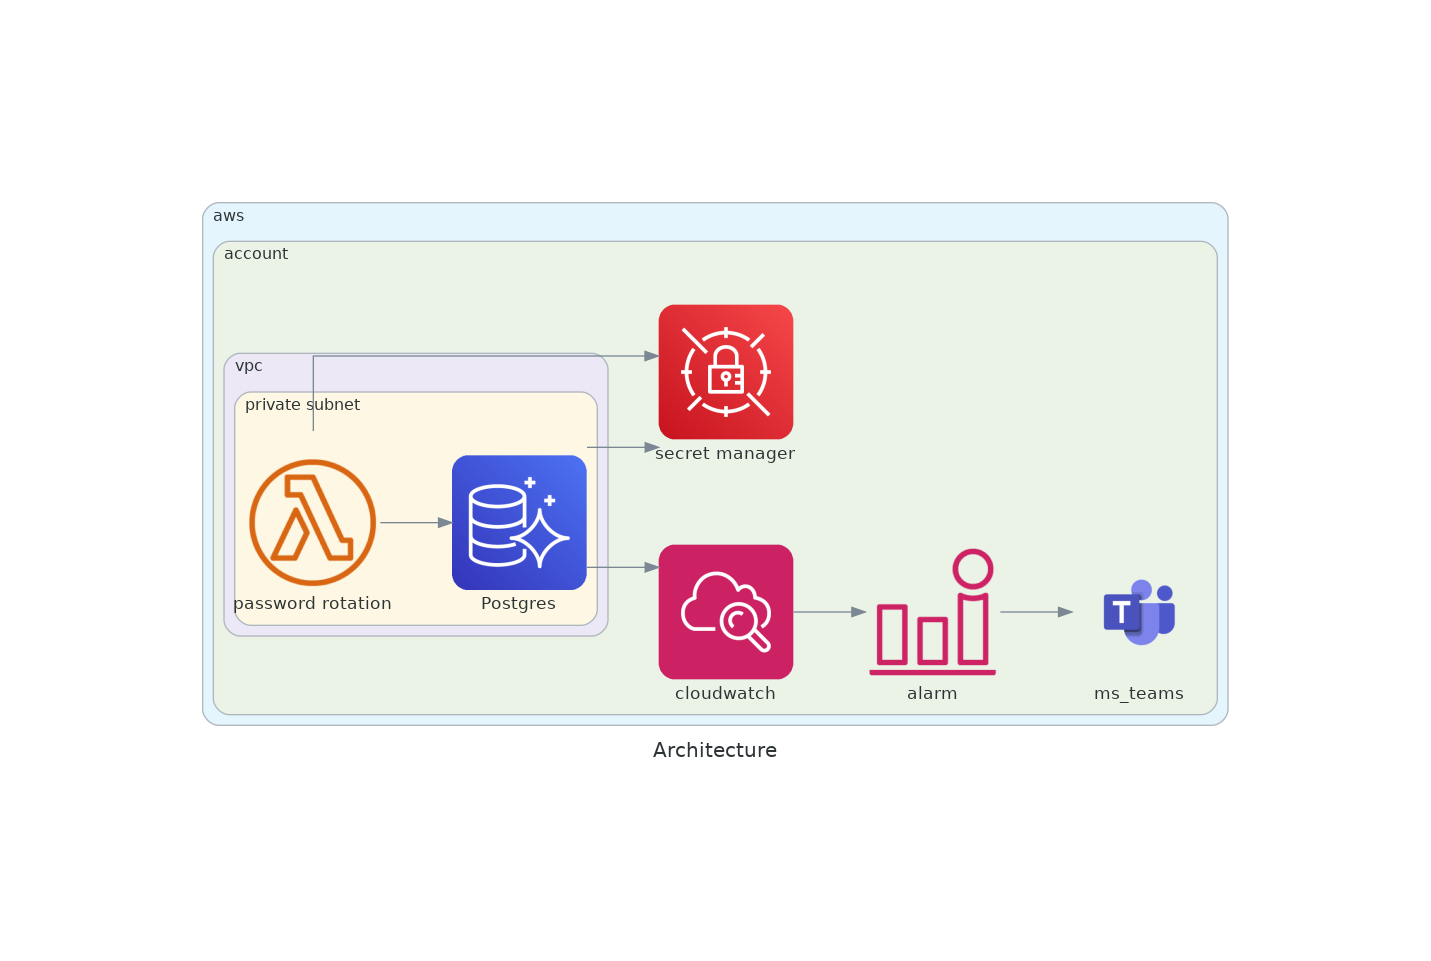 aws
account
vpc
private subnet
secret manager
password rotation
Postgres
T
cloudwatch
alarm
ms_teams
Architecture